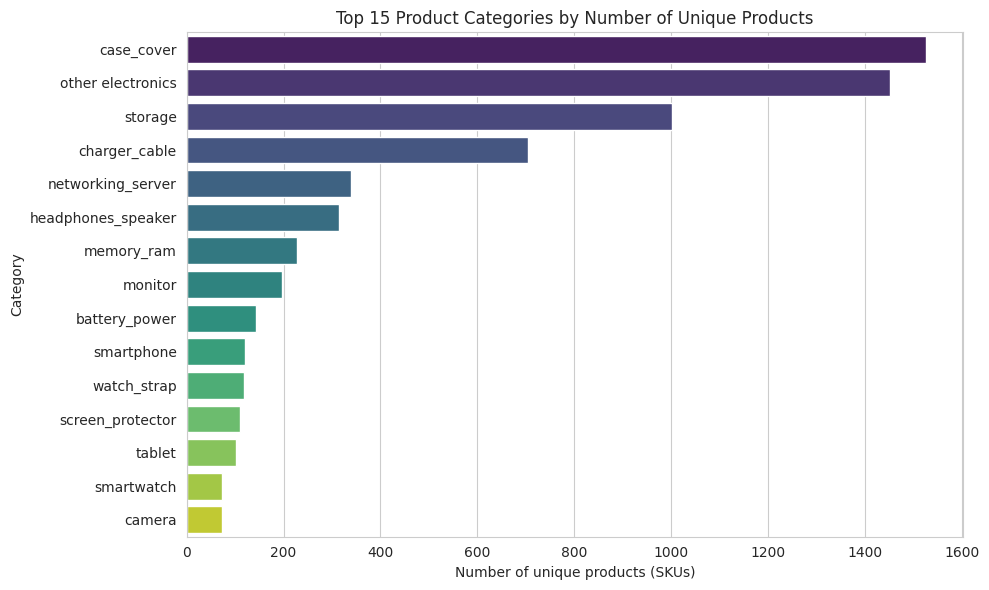 Top 15 Product Categories by Number of Unique Products
case_cover
other electronics
storage
charger_cable
networking_server
headphones_speaker
memory_ram
monitor
battery_power
smartphone
watch_strap
screen_protector
tablet
smartwatch
camera
Category
0 200 400 600 800 1000 1200 1400 1600
Number of unique products (SKUs)